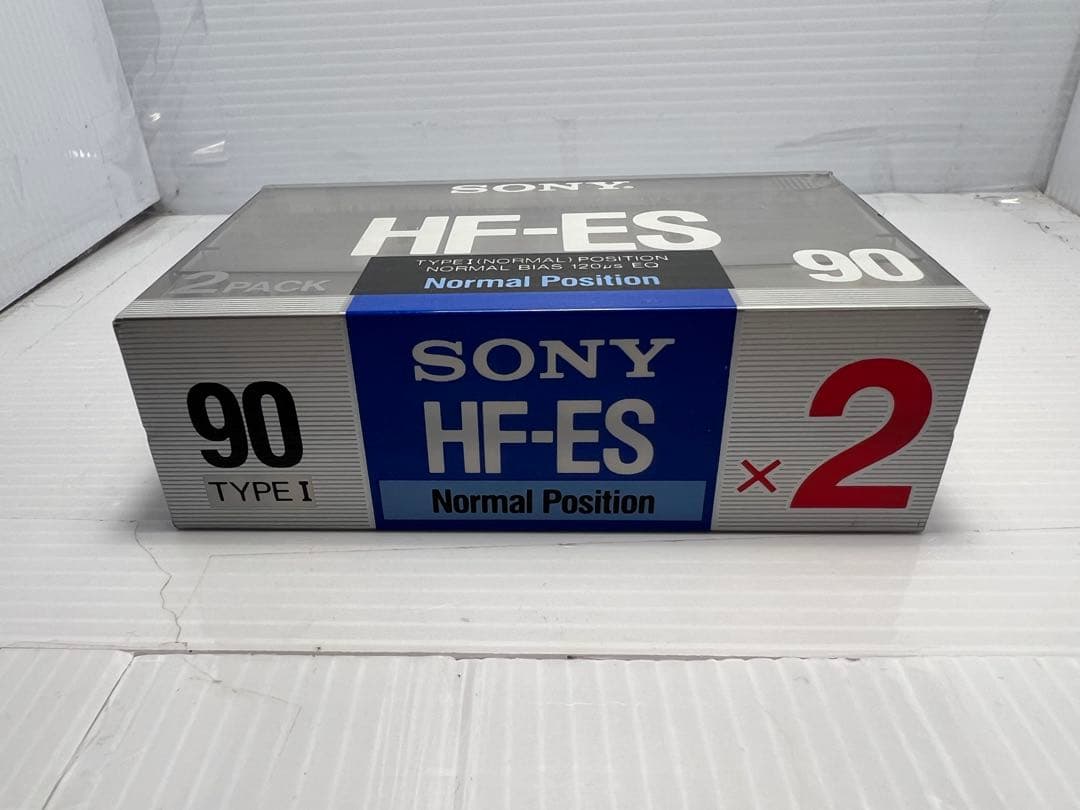 SONY
HF-ES
TYPE I (NORMAL) POSITION
NORMAL BIAS 120µs EQ
Normal Position
2 PACK
90
90
TYPE I
SONY
HF-ES
Normal Position
×2